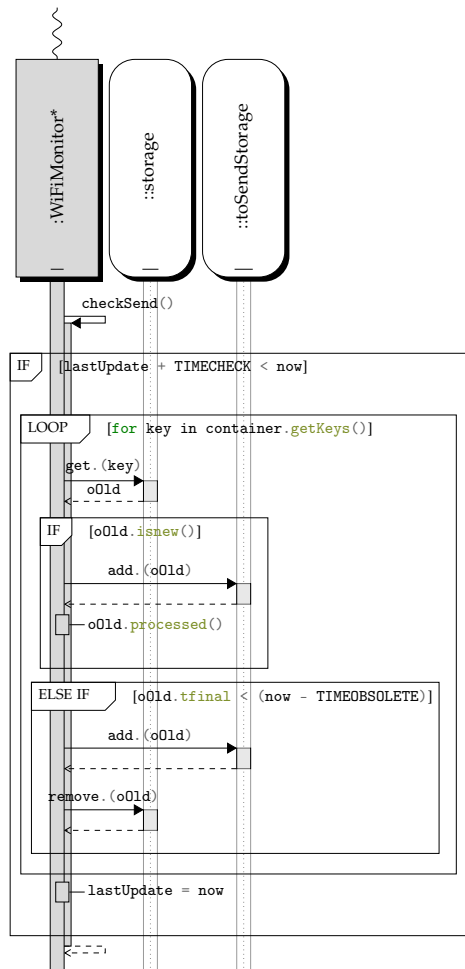 :WiFiMonitor*
::storage
::toSendStorage
checkSend()
IF
[lastUpdate + TIMECHECK < now]
LOOP
[for key in container.getKeys()]
get.(key)
oOld
IF
[oOld.isnew()]
add.(oOld)
oOld.processed()
ELSE IF
[oOld.tfinal < (now - TIMEOBSOLETE)]
add.(oOld)
remove.(oOld)
lastUpdate = now